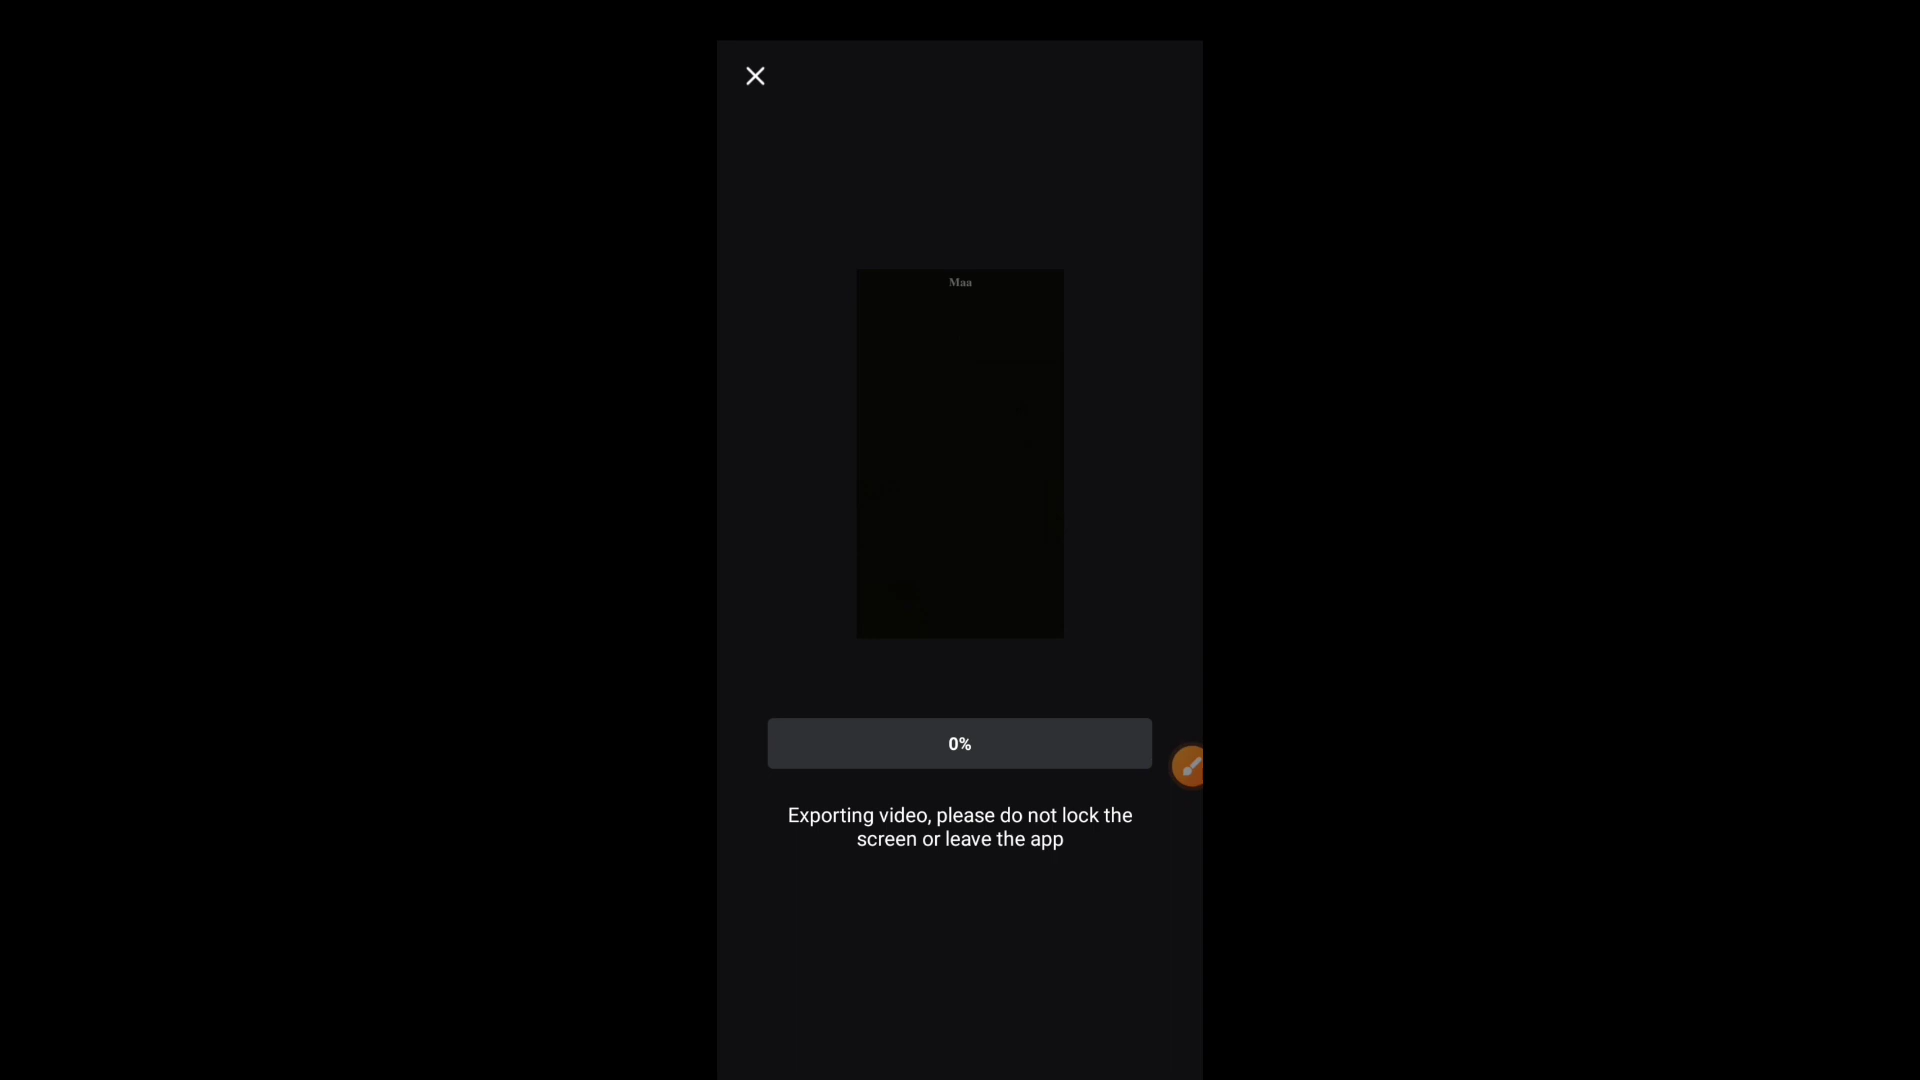 Maa
0%
Exporting video, please do not lock the
screen or leave the app